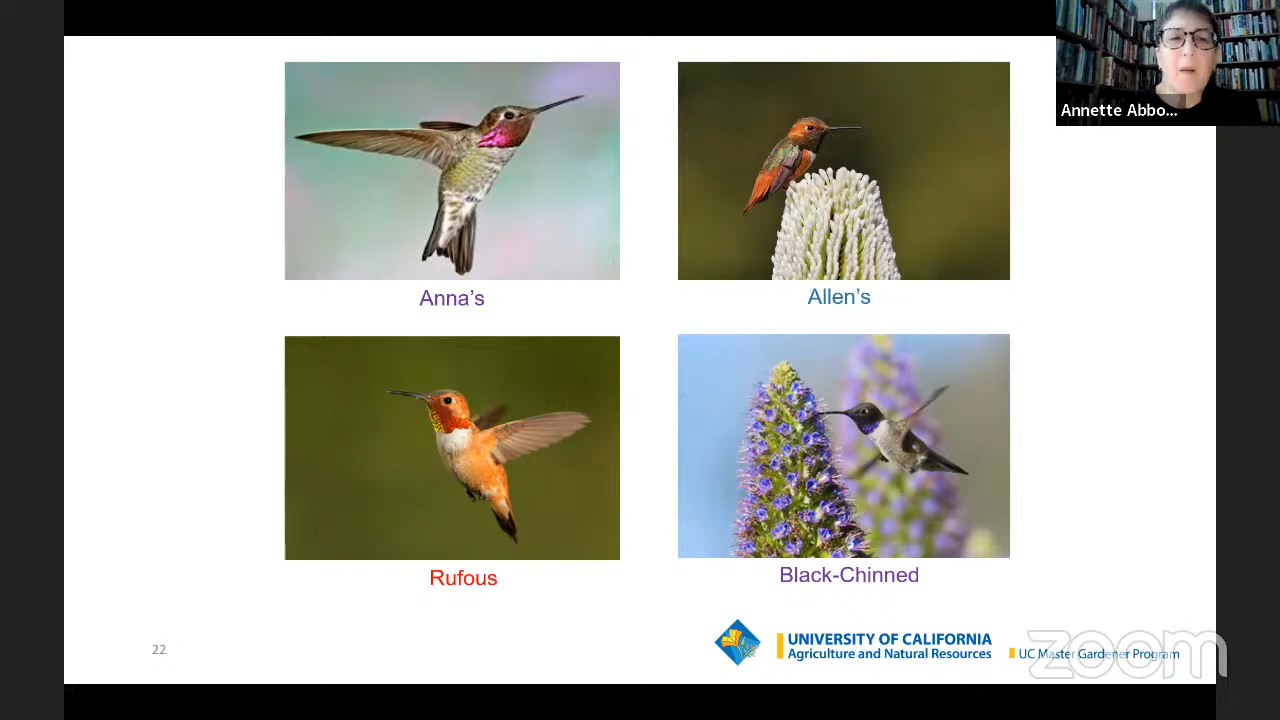 Annette Abbo...
Anna's
Allen's
Rufous
Black-Chinned
22
UNIVERSITY OF CALIFORNIA
Agriculture and Natural Resources
UC Master Gardener Program
zoom